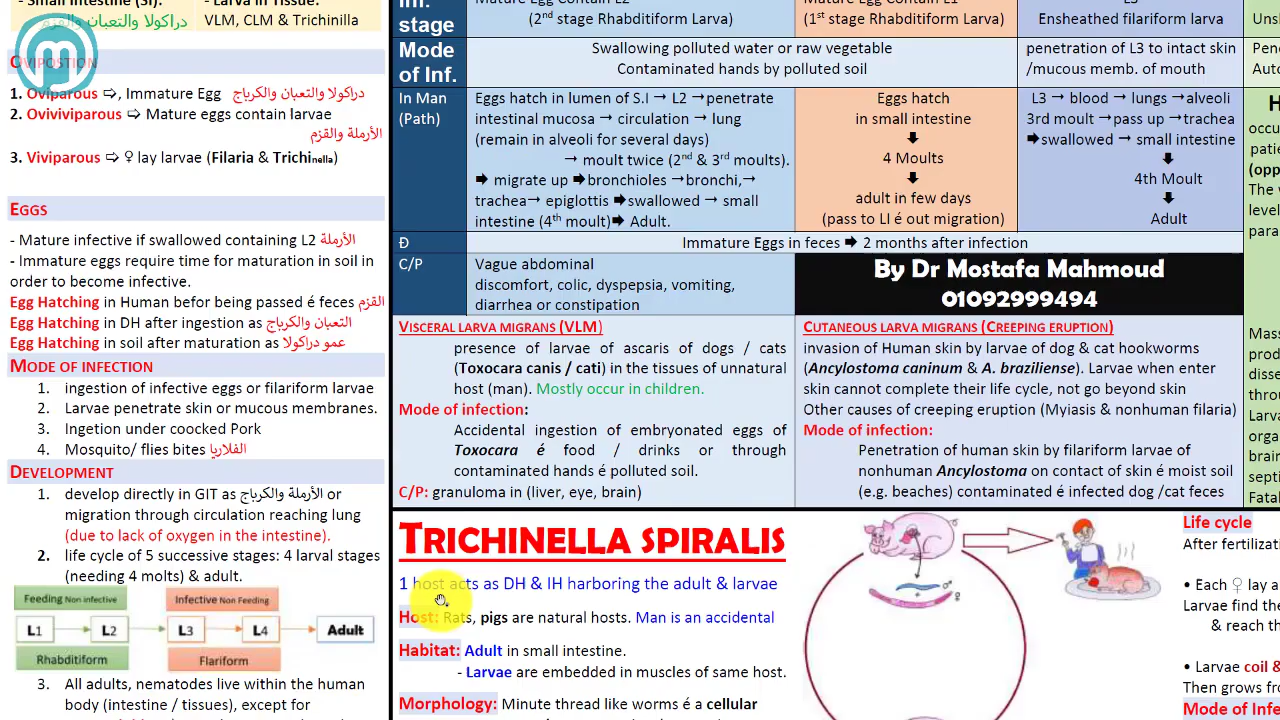 - Small Intestine (SI).
- Larva in Tissue.
دراكولا والتعبان والقزم
VLM, CLM & Trichinilla
OVIPOSTION
1. Oviparous ⇨, Immature Egg دراكولا والتعبان والكرباج
2. Oviviviparous ⇨ Mature eggs contain larvae
الأرملة والقزم
3. Viviparous ⇨ ♀ lay larvae (Filaria & Trichinella)
EGGS
- Mature infective if swallowed containing L2 الأرملة
- Immature eggs require time for maturation in soil in
order to become infective.
Egg Hatching in Human befor being passed é feces القزم
Egg Hatching in DH after ingestion as التعبان والكرباج
Egg Hatching in soil after maturation as عمو دراكولا
MODE OF INFECTION
1. ingestion of infective eggs or filariform larvae
2. Larvae penetrate skin or mucous membranes.
3. Ingetion under coocked Pork
4. Mosquito/ flies bites الفلاريا
DEVELOPMENT
1. develop directly in GIT as الأرملة والكرباج or
migration through circulation reaching lung
(due to lack of oxygen in the intestine).
2. life cycle of 5 successive stages: 4 larval stages
(needing 4 molts) & adult.
Feeding Non infective
Infective Non Feeding
L1 L2 L3 L4 Adult
Rhabditiform
Flariform
3. All adults, nematodes live within the human
body (intestine / tissues), except for
Inf.
stage
Mature Egg Contain L2
(2nd stage Rhabditiform Larva)
Mature Egg Contain L1
(1st stage Rhabditiform Larva)
L3
Ensheathed filariform larva
Mode
of Inf.
Swallowing polluted water or raw vegetable
Contaminated hands by polluted soil
penetration of L3 to intact skin
/mucous memb. of mouth
In Man
(Path)
Eggs hatch in lumen of S.I → L2 →penetrate
intestinal mucosa → circulation → lung
(remain in alveoli for several days)
→ moult twice (2nd & 3rd moults).
➡ migrate up ➡bronchioles →bronchi,→
trachea→ epiglottis ➡swallowed → small
intestine (4th moult)➡ Adult.
Eggs hatch
in small intestine
4 Moults
adult in few days
(pass to LI é out migration)
L3 → blood → lungs →alveoli
3rd moult →pass up →trachea
➡swallowed → small intestine
4th Moult
Adult
Đ
Immature Eggs in feces ➡ 2 months after infection
C/P
Vague abdominal
discomfort, colic, dyspepsia, vomiting,
diarrhea or constipation
By Dr Mostafa Mahmoud
01092999494
VISCERAL LARVA MIGRANS (VLM)
presence of larvae of ascaris of dogs / cats
(Toxocara canis / cati) in the tissues of unnatural
host (man). Mostly occur in children.
Mode of infection:
Accidental ingestion of embryonated eggs of
Toxocara é food / drinks or through
contaminated hands é polluted soil.
C/P: granuloma in (liver, eye, brain)
CUTANEOUS LARVA MIGRANS (CREEPING ERUPTION)
invasion of Human skin by larvae of dog & cat hookworms
(Ancylostoma caninum & A. braziliense). Larvae when enter
skin cannot complete their life cycle, not go beyond skin
Other causes of creeping eruption (Myiasis & nonhuman filaria)
Mode of infection:
Penetration of human skin by filariform larvae of
nonhuman Ancylostoma on contact of skin é moist soil
(e.g. beaches) contaminated é infected dog /cat feces
TRICHINELLA SPIRALIS
1 host acts as DH & IH harboring the adult & larvae
Host: Rats, pigs are natural hosts. Man is an accidental
Habitat: Adult in small intestine.
- Larvae are embedded in muscles of same host.
Morphology: Minute thread like worms é a cellular
♂
♀
Life cycle
After fertilizati
• Each ♀ lay a
Larvae find the
& reach th
• Larvae coil &
Then grows from
Mode of Infe